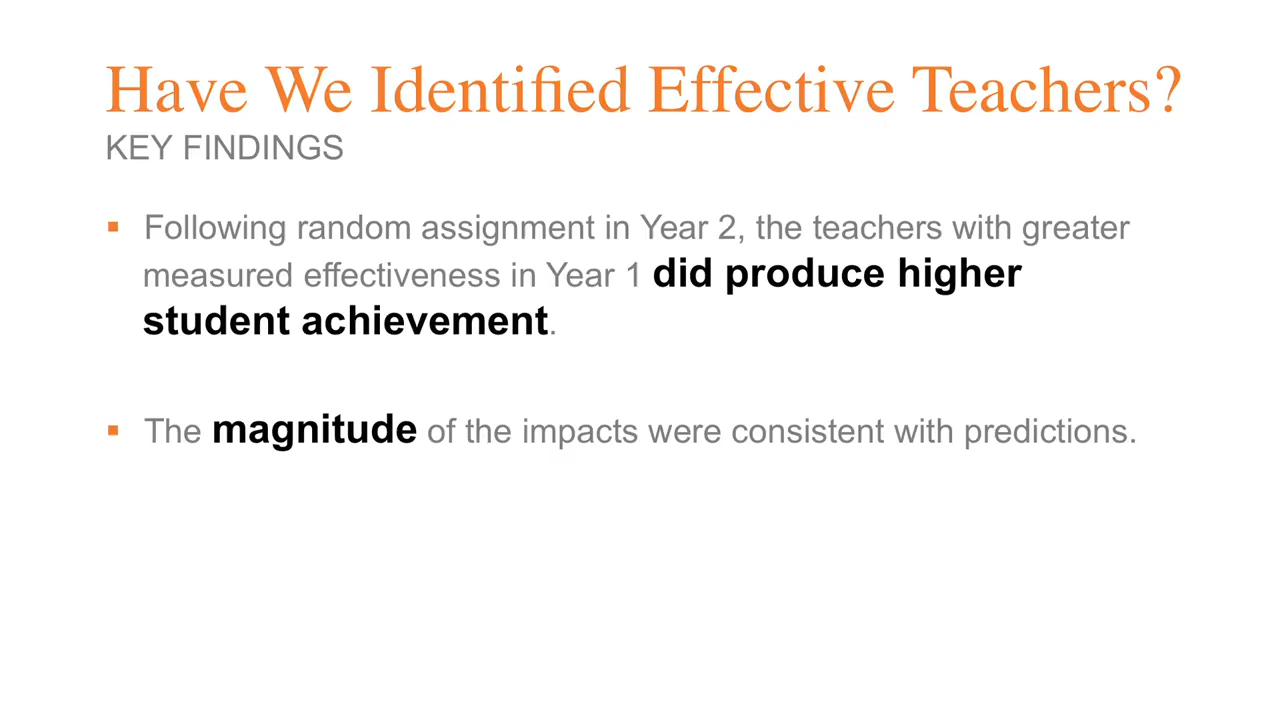 Have We Identified Effective Teachers?
KEY FINDINGS
▪ Following random assignment in Year 2, the teachers with greater
measured effectiveness in Year 1 did produce higher
student achievement.
▪ The magnitude of the impacts were consistent with predictions.